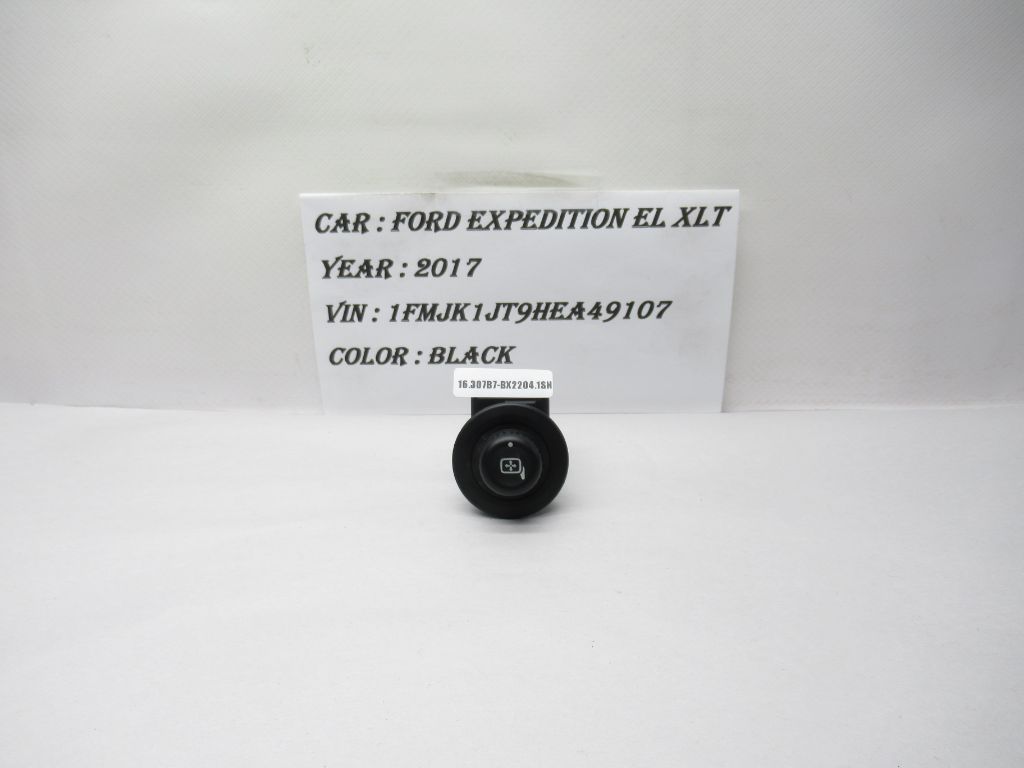 CAR : FORD EXPEDITION EL XLT
YEAR : 2017
VIN : 1FMJK1JT9HEA49107
COLOR : BLACK
16.307B7-BX2204.1SN